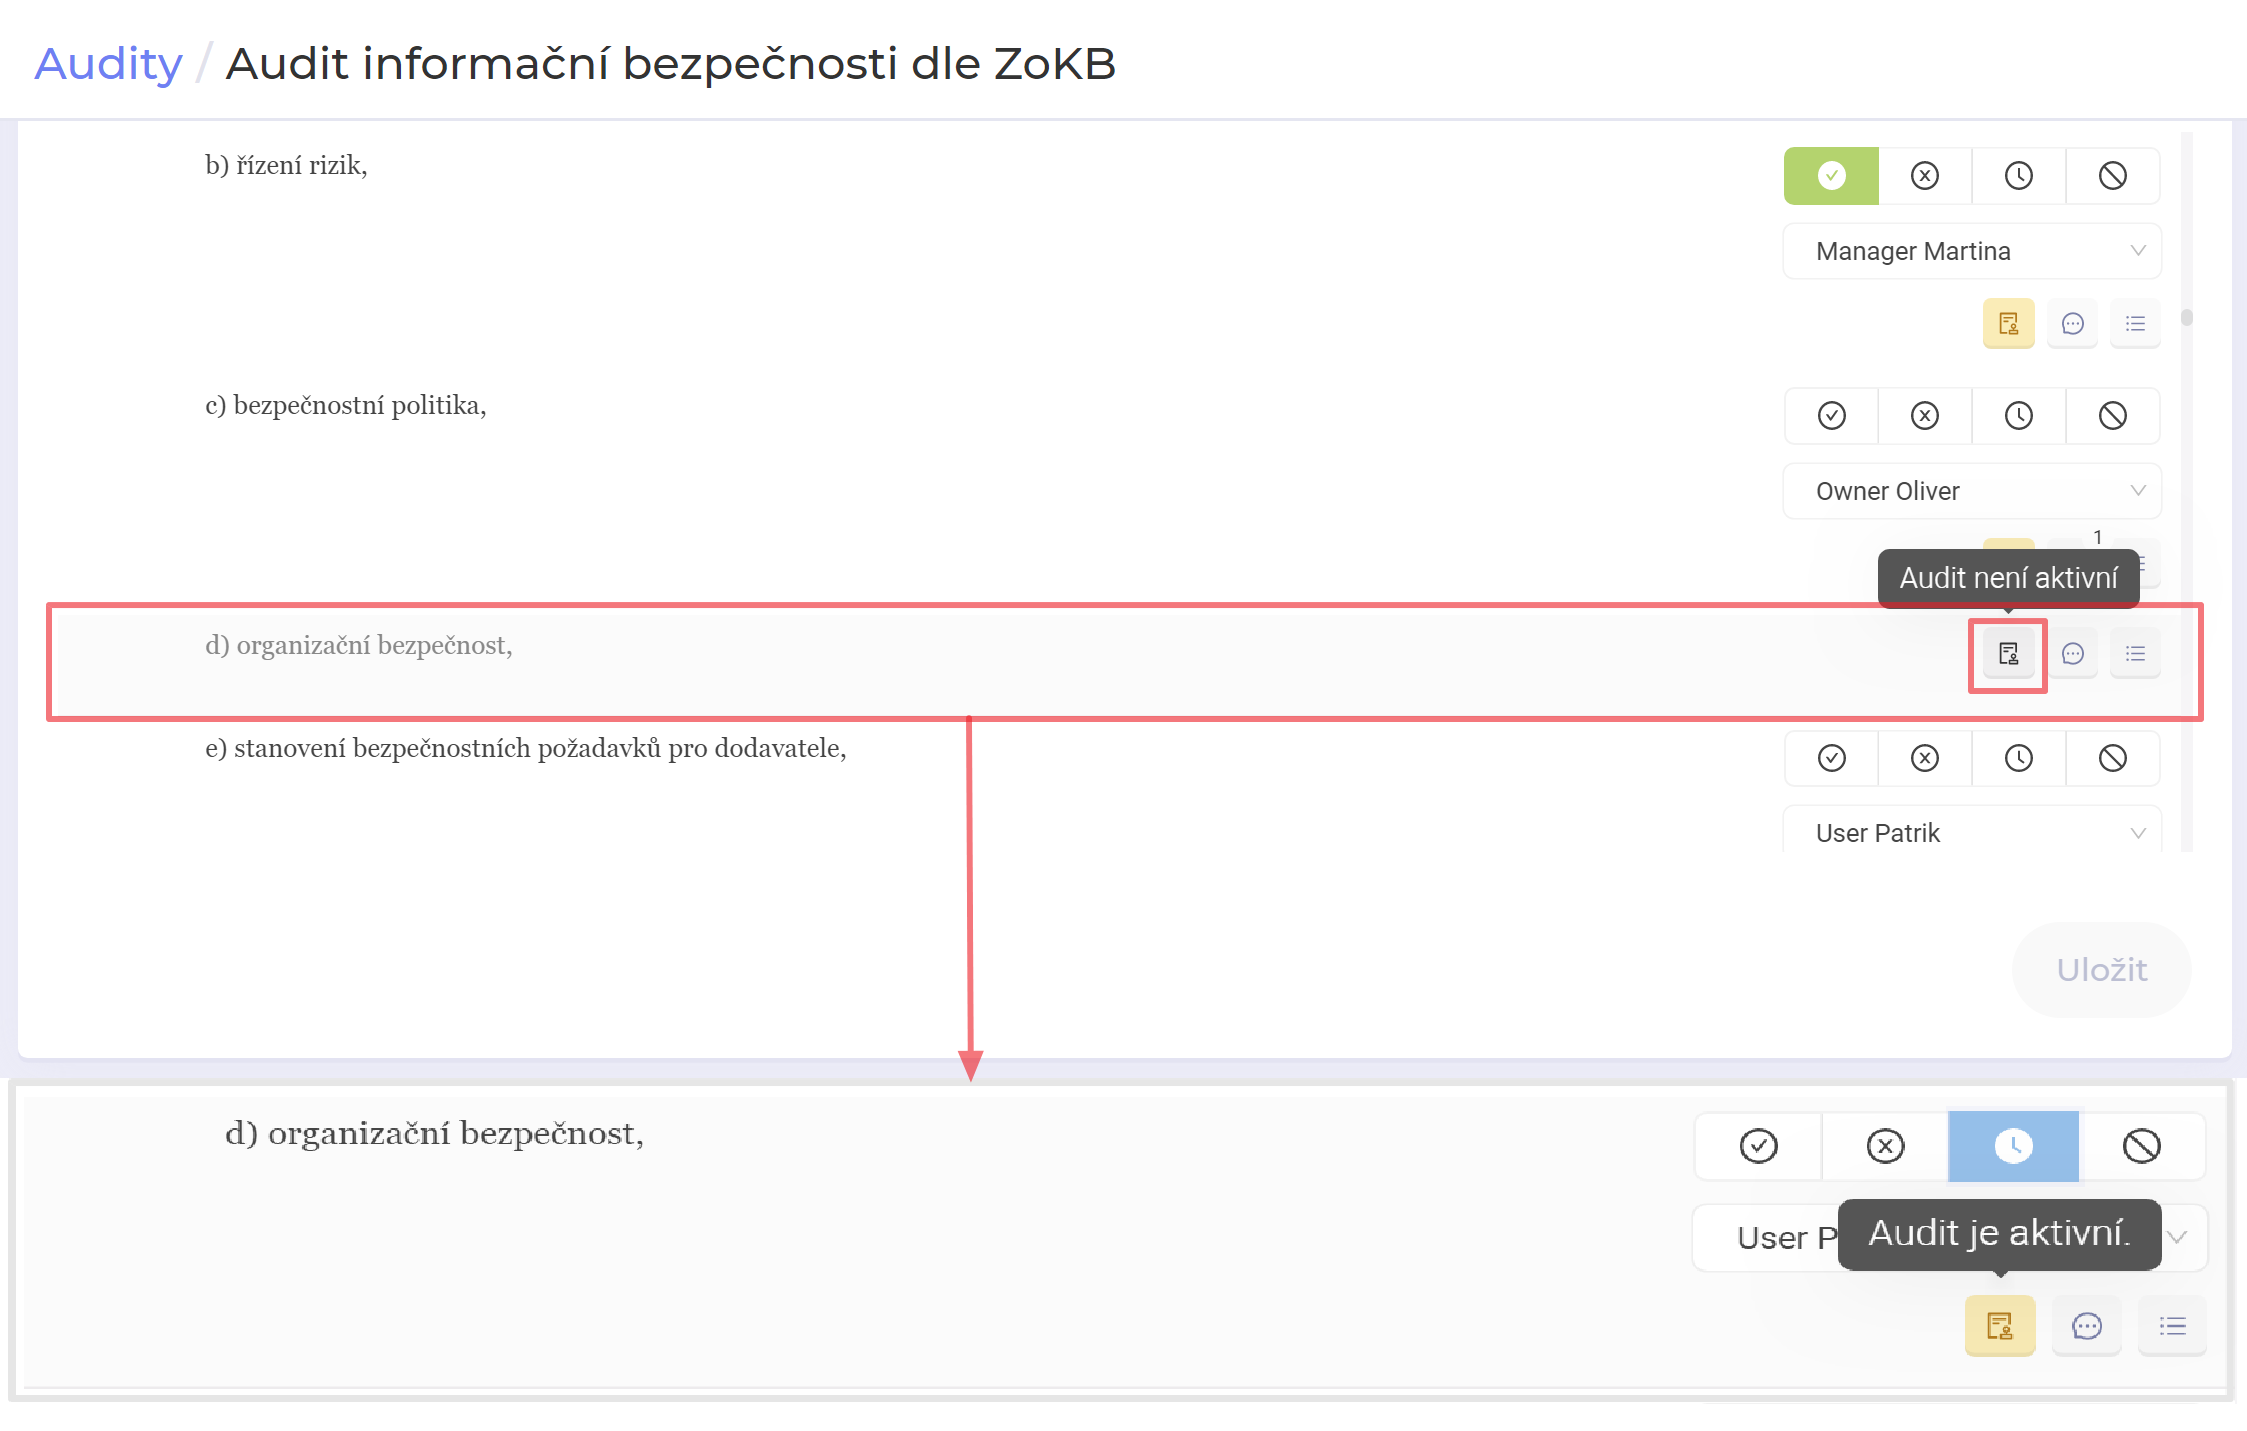 Audity / Audit informační bezpečnosti dle ZoKB
b) řízení rizik,
Manager Martina
c) bezpečnostní politika,
Owner Oliver
1
Audit není aktivní
d) organizační bezpečnost,
e) stanovení bezpečnostních požadavků pro dodavatele,
User Patrik
Uložit
d) organizační bezpečnost,
User P
Audit je aktivní.